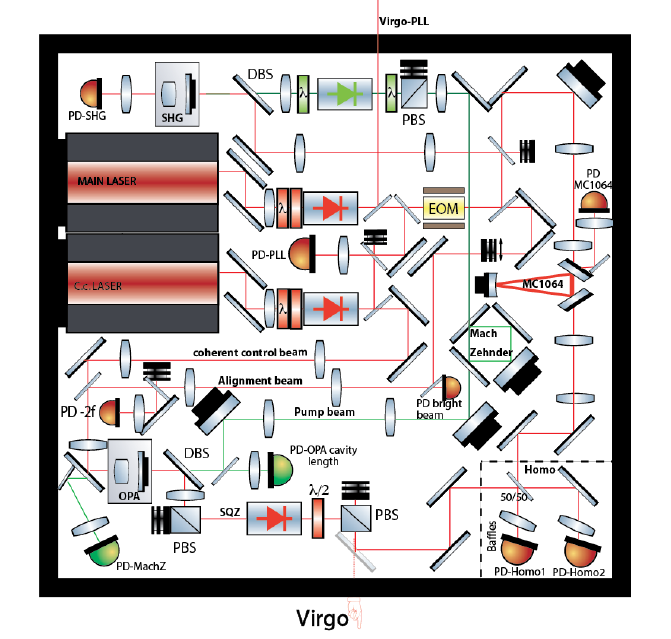 Virgo-PLL
DBS
PD-SHG
SHG
λ
λ
PBS
PD
MC1064
MAIN LASER
λ
EOM
PD-PLL
C.c. LASER
λ
MC1064
Mach
Zehnder
coherent control beam
Alignment beam
PD -2f
Pump beam
PD bright
beam
DBS
PD-OPA cavity
length
OPA
Homo
50/50
λ/2
SQZ
PBS
PBS
Baffles
PD-MachZ
PD-Homo1
PD-Homo2
Virgo